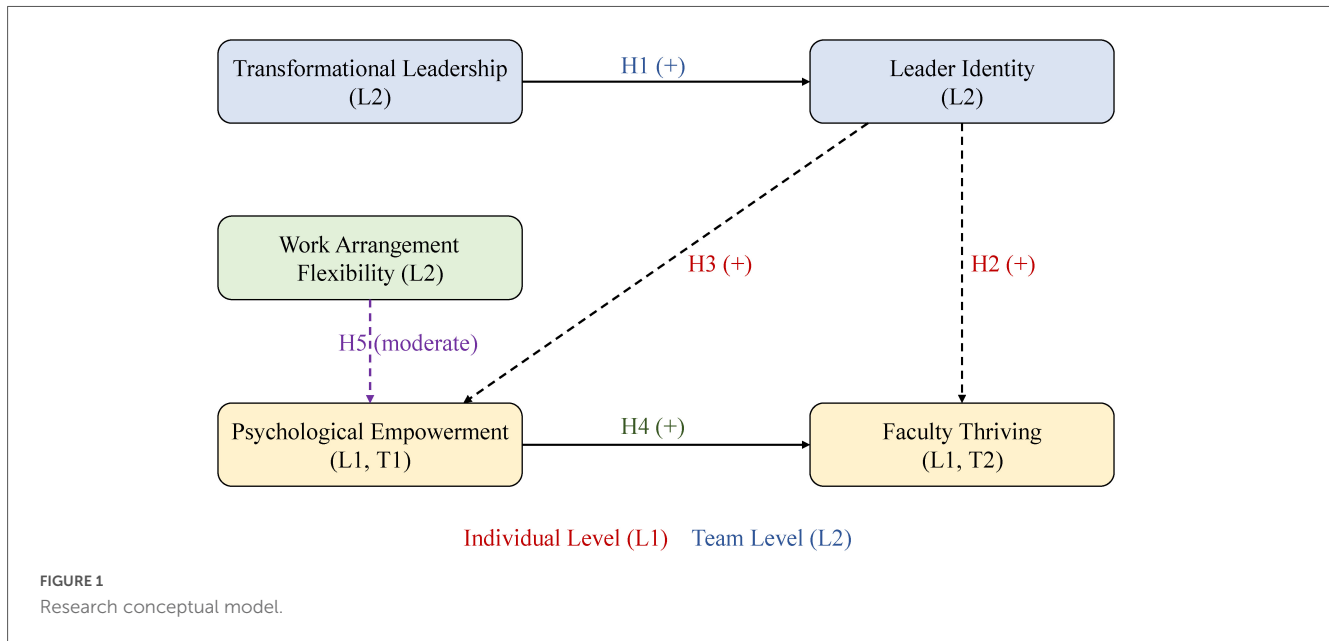 Transformational Leadership
(L2)
H1 (+)
Leader Identity
(L2)
Work Arrangement
Flexibility (L2)
H3 (+)
H2 (+)
H5 (moderate)
Psychological Empowerment
(L1, T1)
H4 (+)
Faculty Thriving
(L1, T2)
Individual Level (L1) Team Level (L2)
FIGURE 1
Research conceptual model.